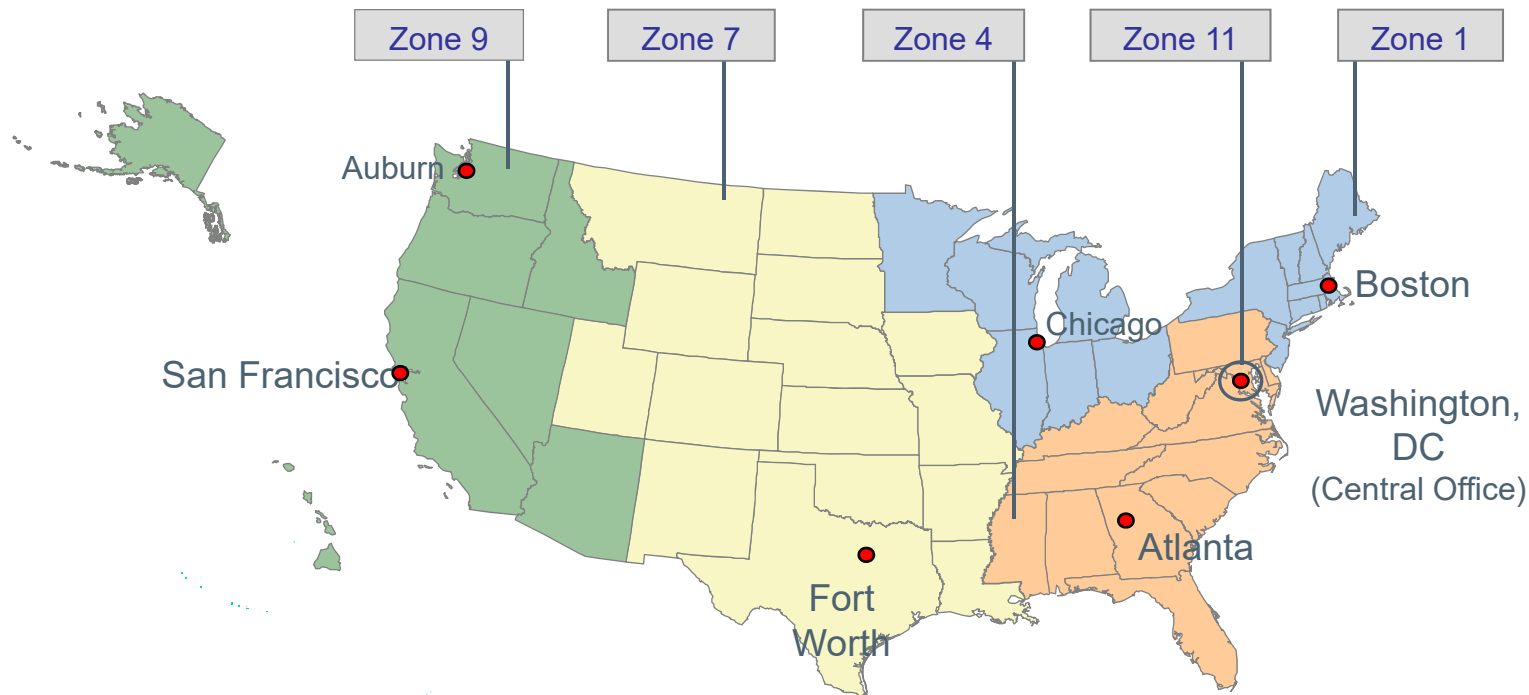 Zone 9
Zone 7
Zone 4
Zone 11
Zone 1
Auburn
Boston
Chicago
San Francisco
Washington,
DC
(Central Office)
Atlanta
Fort
Worth